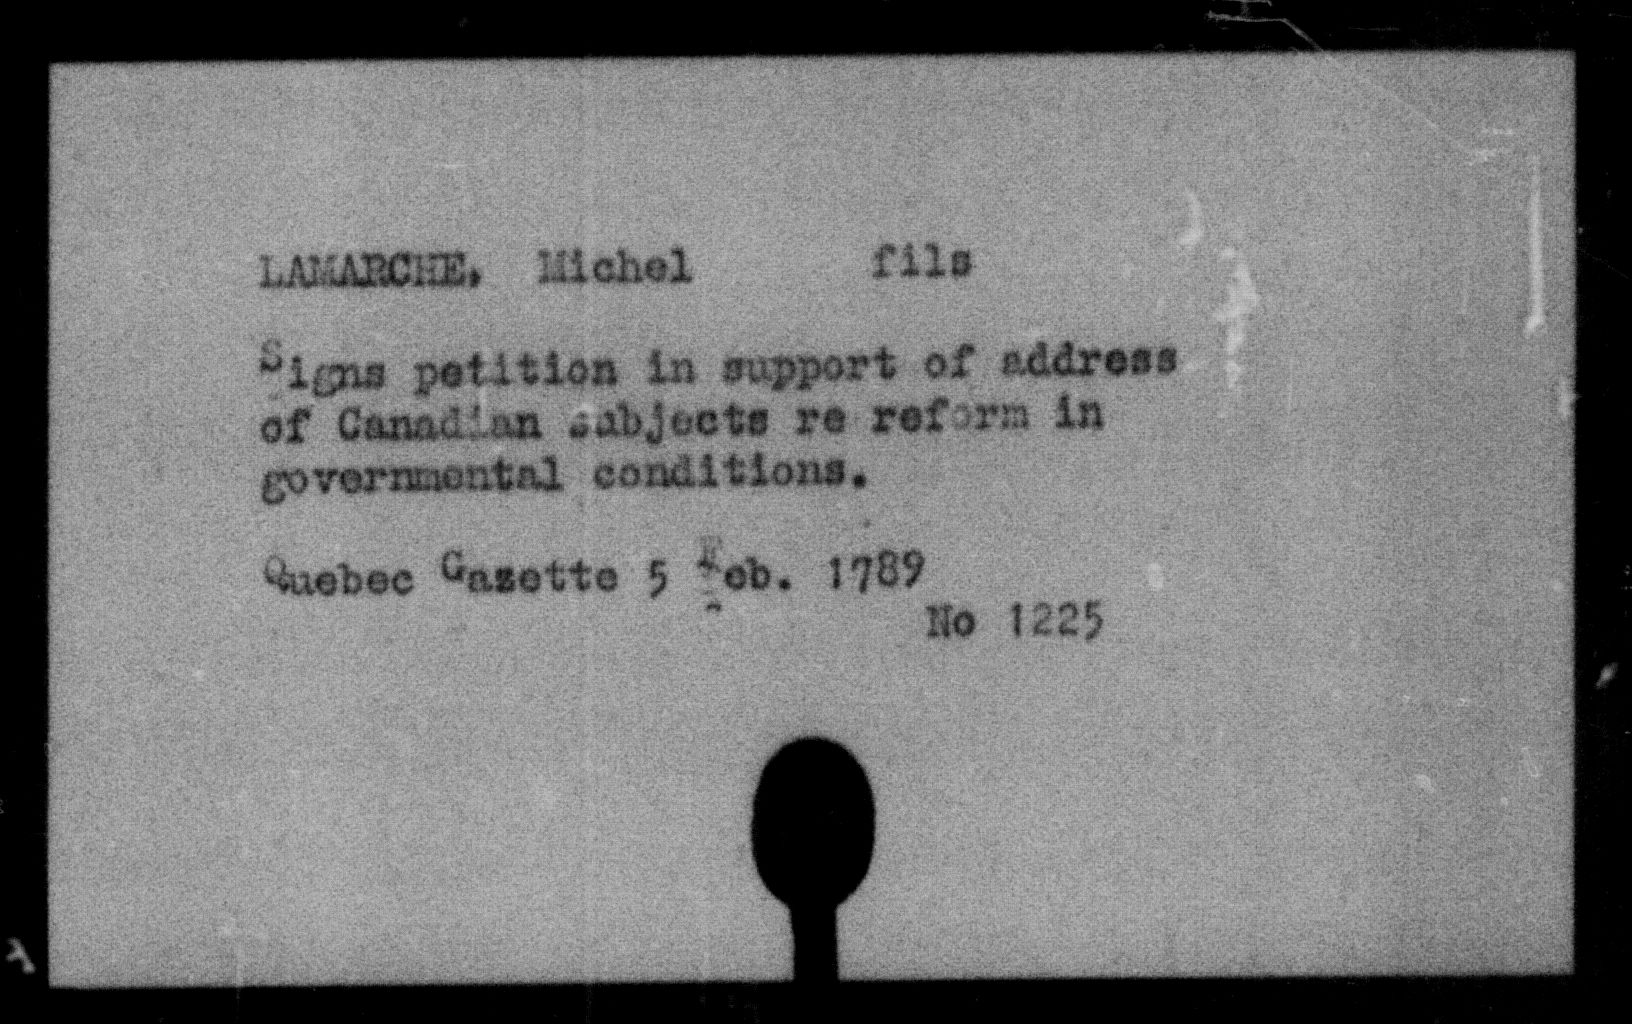 LAMARCHE, Michel fils
Signs petition in support of address
of Canadian subjects re reform in
governmental conditions.
Quebec Gazette 5 Feb. 1789
No 1225